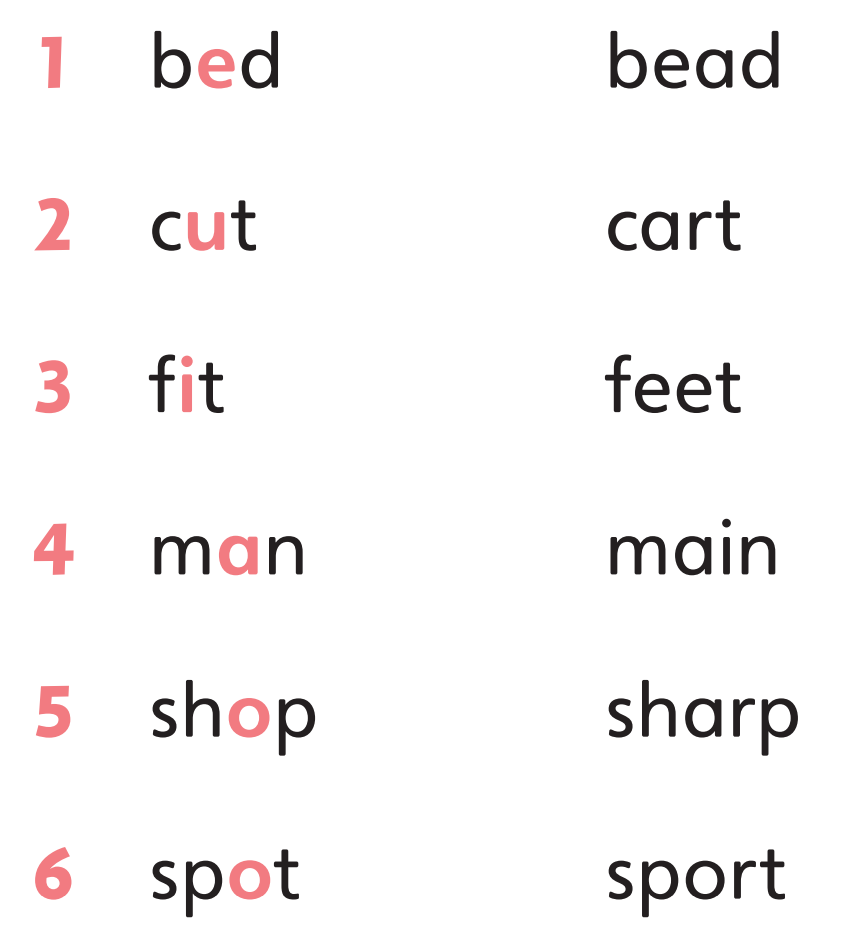 1 bed bead
2 cut cart
3 fit feet
4 man main
5 shop sharp
6 spot sport